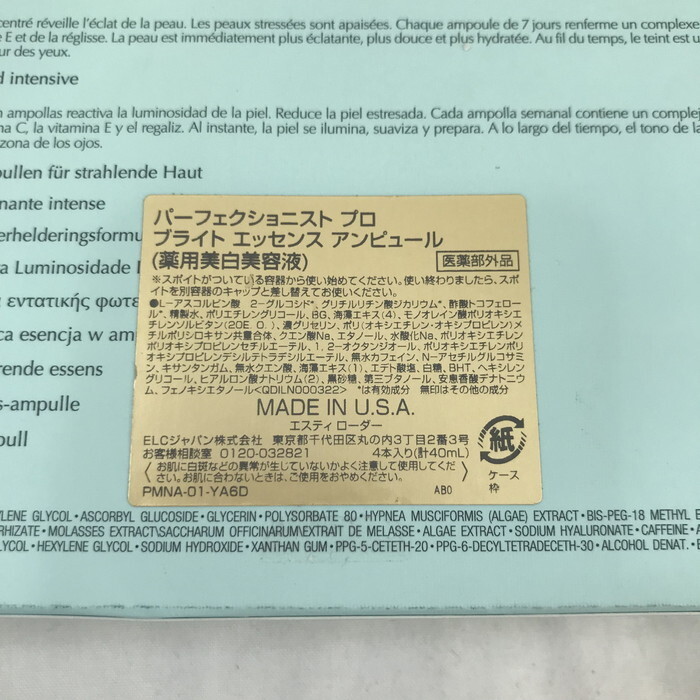 centré réveille l'éclat de la peau. Les peaux stressées sont apaisées. Chaque ampoule de 7 jours renferme un complexe
E et de la réglisse. La peau est immédiatement plus éclatante, plus douce et plus hydratée. Au fil du temps, le teint est u
ur des yeux.
d intensive
n ampollas reactiva la luminosidad de la piel. Reduce la piel estresada. Cada ampolla semanal contiene un complej
na C, la vitamina E y el regaliz. Al instante, la piel se ilumina, suaviza y prepara. A lo largo del tiempo, el tono de la
zona de los ojos.
pullen für strahlende Haut
nante intense
erhelderingsformu
a Luminosidade
α εντατικής φωτε
ca esencja w am
rende essens
s-ampulle
oull
パーフェクショニスト プロ
ブライト エッセンス アンピュール
(薬用美白美容液)
医薬部外品
※スポイトがついている容器から使い始めてください。使い終わりましたら、スポ
イトを別容器のキャップと差し替えてお使いください。
●L-アスコルビン酸 2-グルコシド*、グリチルリチン酸ジカリウム*、酢酸トコフェロ
ール*、精製水、ポリエチレングリコール、BG、海藻エキス(4)、モノオレイン酸ポリオキシエ
チレンソルビタン(20E.O.)、濃グリセリン、ポリ(オキシエチレン・オキシプロピレン)メ
チルポリシロキサン共重合体、クエン酸Na、エタノール、水酸化Na、ポリオキシエチレン
ポリオキシプロピレンセチルエーテル、1、2-オクタンジオール、ポリオキシエチレンポリ
オキシプロピレンデシルテトラデシルエーテル、無水カフェイン、N-アセチルグルコサミ
ン、キサンタンガム、無水クエン酸、海藻エキス(1)、エデト酸塩、白糖、BHT、ヘキシレン
グリコール、ヒアルロン酸ナトリウム(2)、黒砂糖、第三ブタノール、安息香酸デナトニウ
ム、フェノキシエタノール<QDILN000322> *は有効成分 無印はその他の成分
MADE IN U.S.A.
エスティ ローダー
ELCジャパン株式会社 東京都千代田区丸の内3丁目2番3号
お客様相談室 0120-032821 4本入り(計40mL)
お肌に白斑などの異常が生じていないかよく注意して使用してくださ
い。お肌に合わないときは、ご使用をおやめください。
PMNA-01-YA6D AB0
紙
ケース
枠
YLENE GLYCOL•ASCORBYL GLUCOSIDE•GLYCERIN•POLYSORBATE 80•HYPNEA MUSCIFORMIS (ALGAE) EXTRACT•BIS-PEG-18 METHYL E
RHIZATE•MOLASSES EXTRACT\SACCHARUM OFFICINARUM\EXTRAIT DE MELASSE•ALGAE EXTRACT•SODIUM HYALURONATE•CAFFEINE•A
COL•HEXYLENE GLYCOL•SODIUM HYDROXIDE•XANTHAN GUM•PPG-5-CETETH-20•PPG-6-DECYLTETRADECETH-30•ALCOHOL DENAT.•